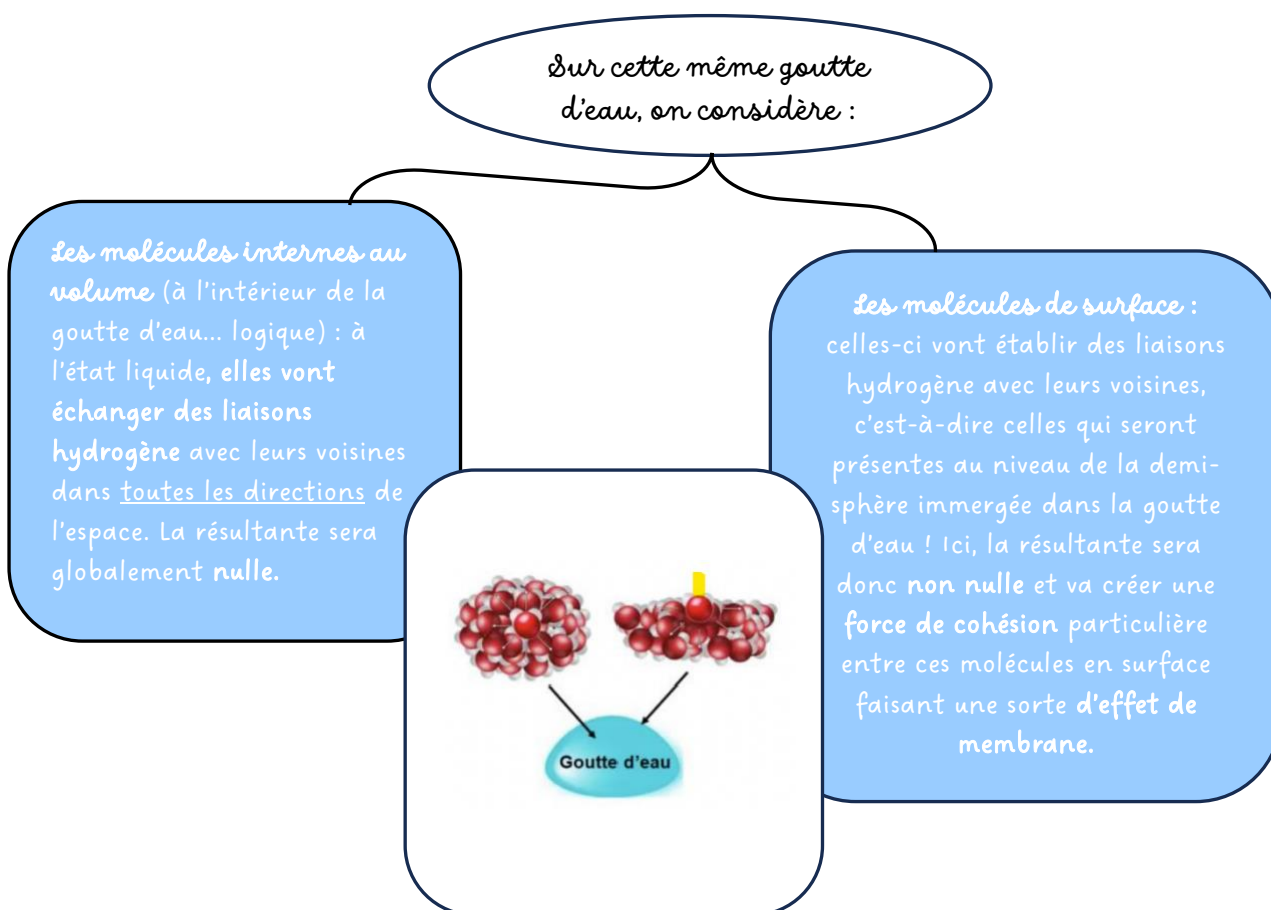 Sur cette même goutte
d'eau, on considère :
Les molécules internes au
volume (à l'intérieur de la
goutte d'eau... logique) : à
l'état liquide, elles vont
échanger des liaisons
hydrogène avec leurs voisines
dans toutes les directions de
l'espace. La résultante sera
globalement nulle.
Les molécules de surface :
celles-ci vont établir des liaisons
hydrogène avec leurs voisines,
c'est-à-dire celles qui seront
présentes au niveau de la demi-
sphère immergée dans la goutte
d'eau ! Ici, la résultante sera
donc non nulle et va créer une
force de cohésion particulière
entre ces molécules en surface
faisant une sorte d'effet de
membrane.
Goutte d'eau